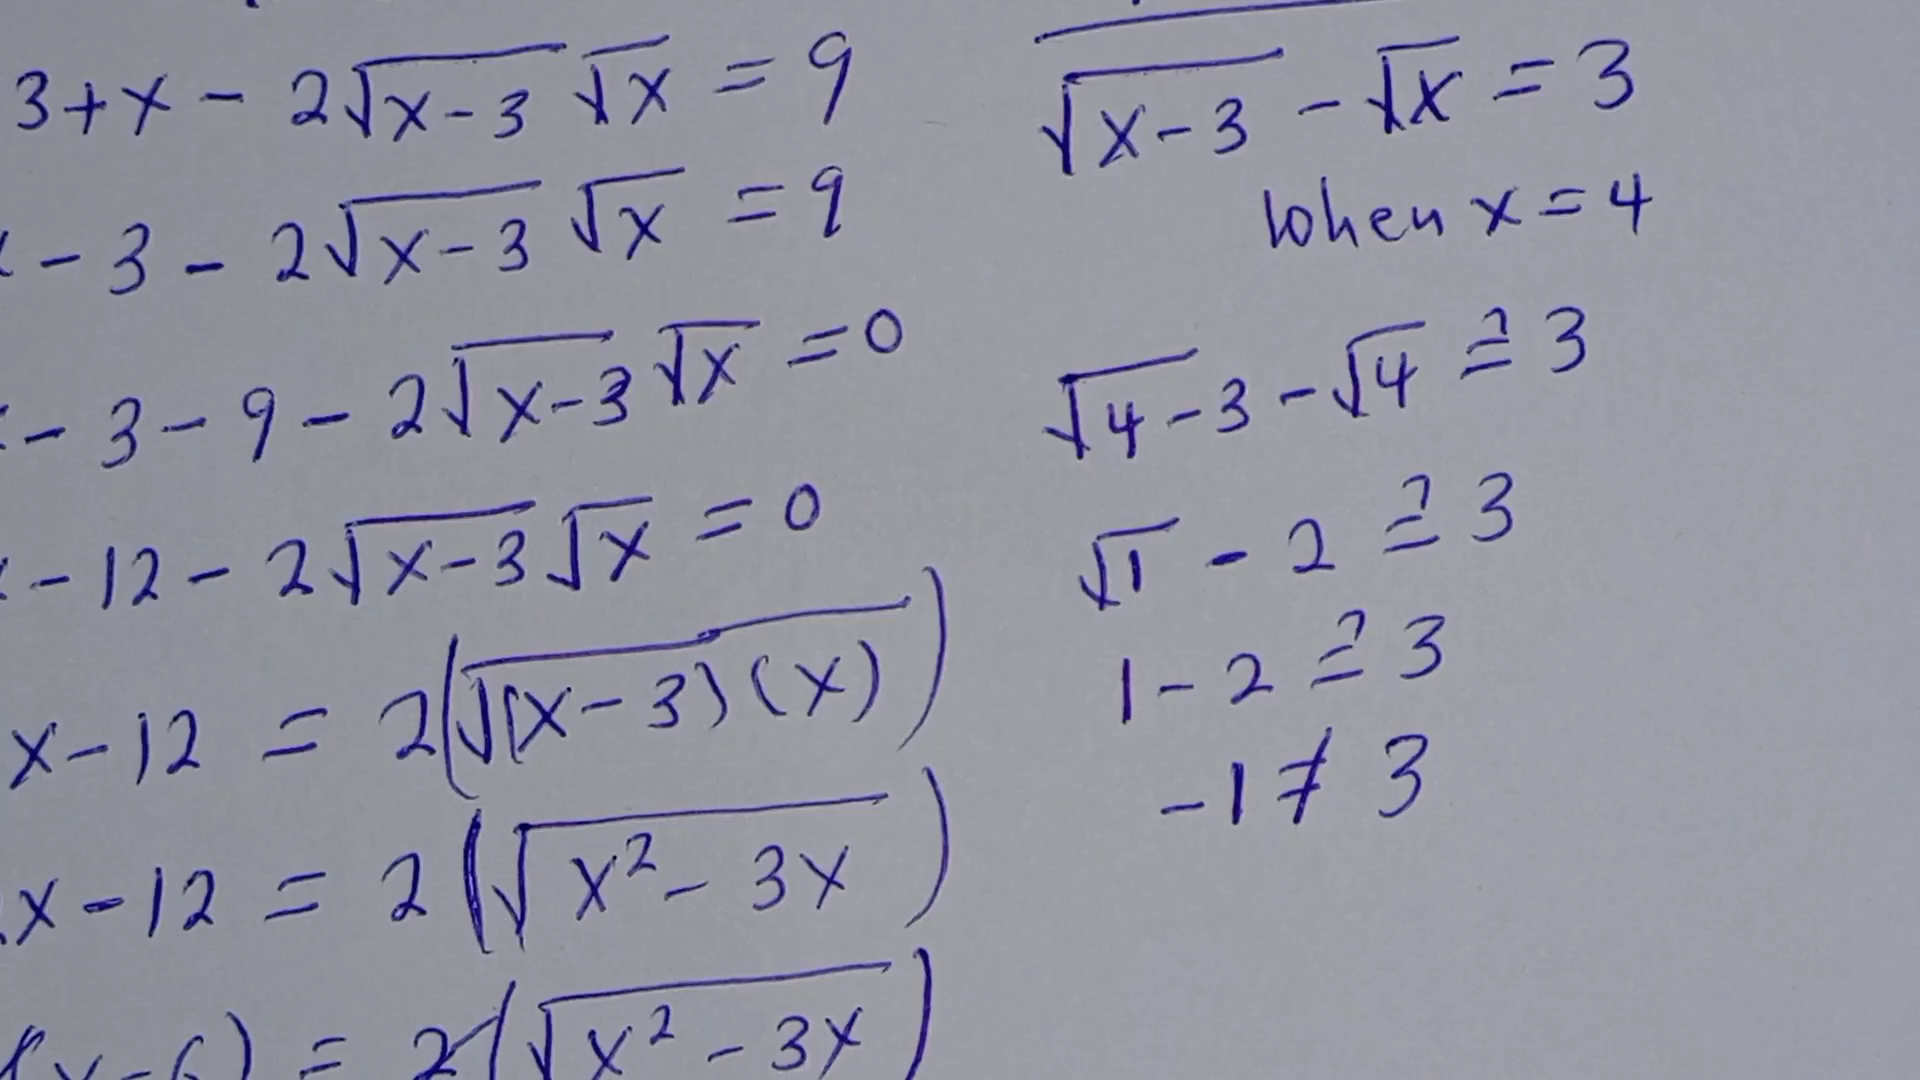 3+x - 2√(x-3) √x = 9
- 3 - 2√(x-3) √x = 9
- 3 - 9 - 2√(x-3) √x = 0
- 12 - 2√(x-3) √x = 0
x - 12 = 2(√((x-3)(x)))
x - 12 = 2(√(x² - 3x))
(x-6) = 2(√(x² - 3x))
√(x-3) - √x = 3
when x = 4
√(4-3) - √4 ≟ 3
√1 - 2 ≟ 3
1 - 2 ≟ 3
-1 ≠ 3